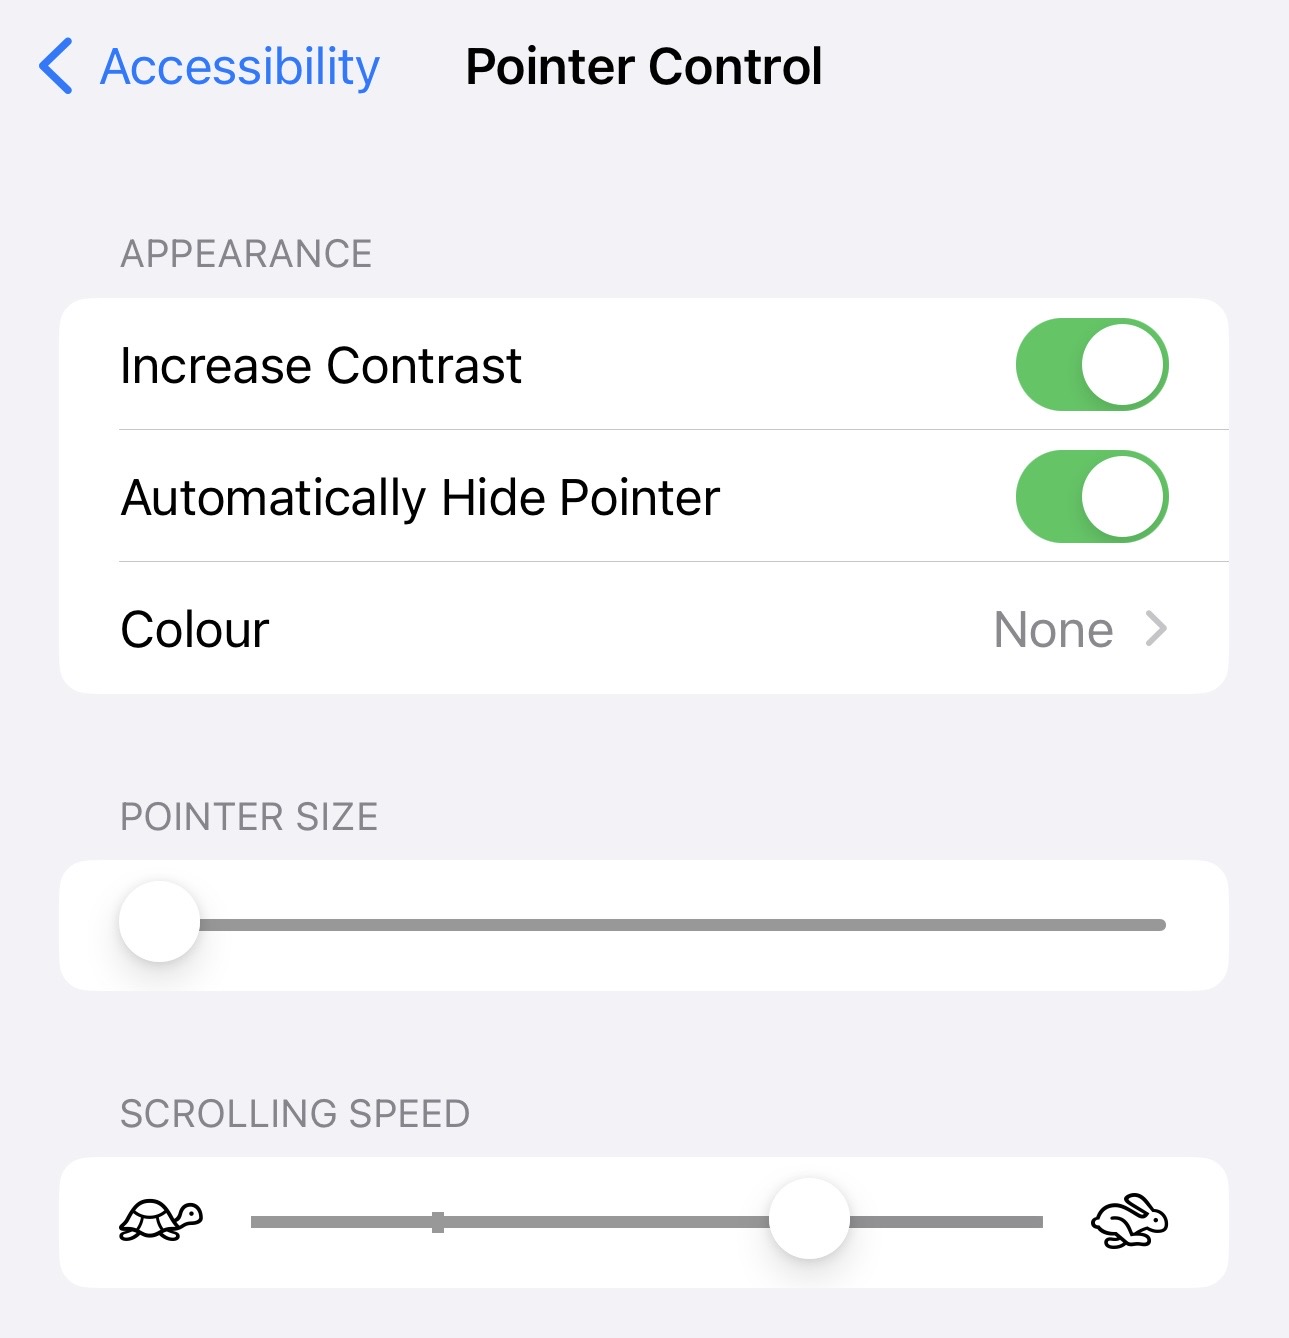 Accessibility
Pointer Control
APPEARANCE
Increase Contrast
Automatically Hide Pointer
Colour None
POINTER SIZE
SCROLLING SPEED